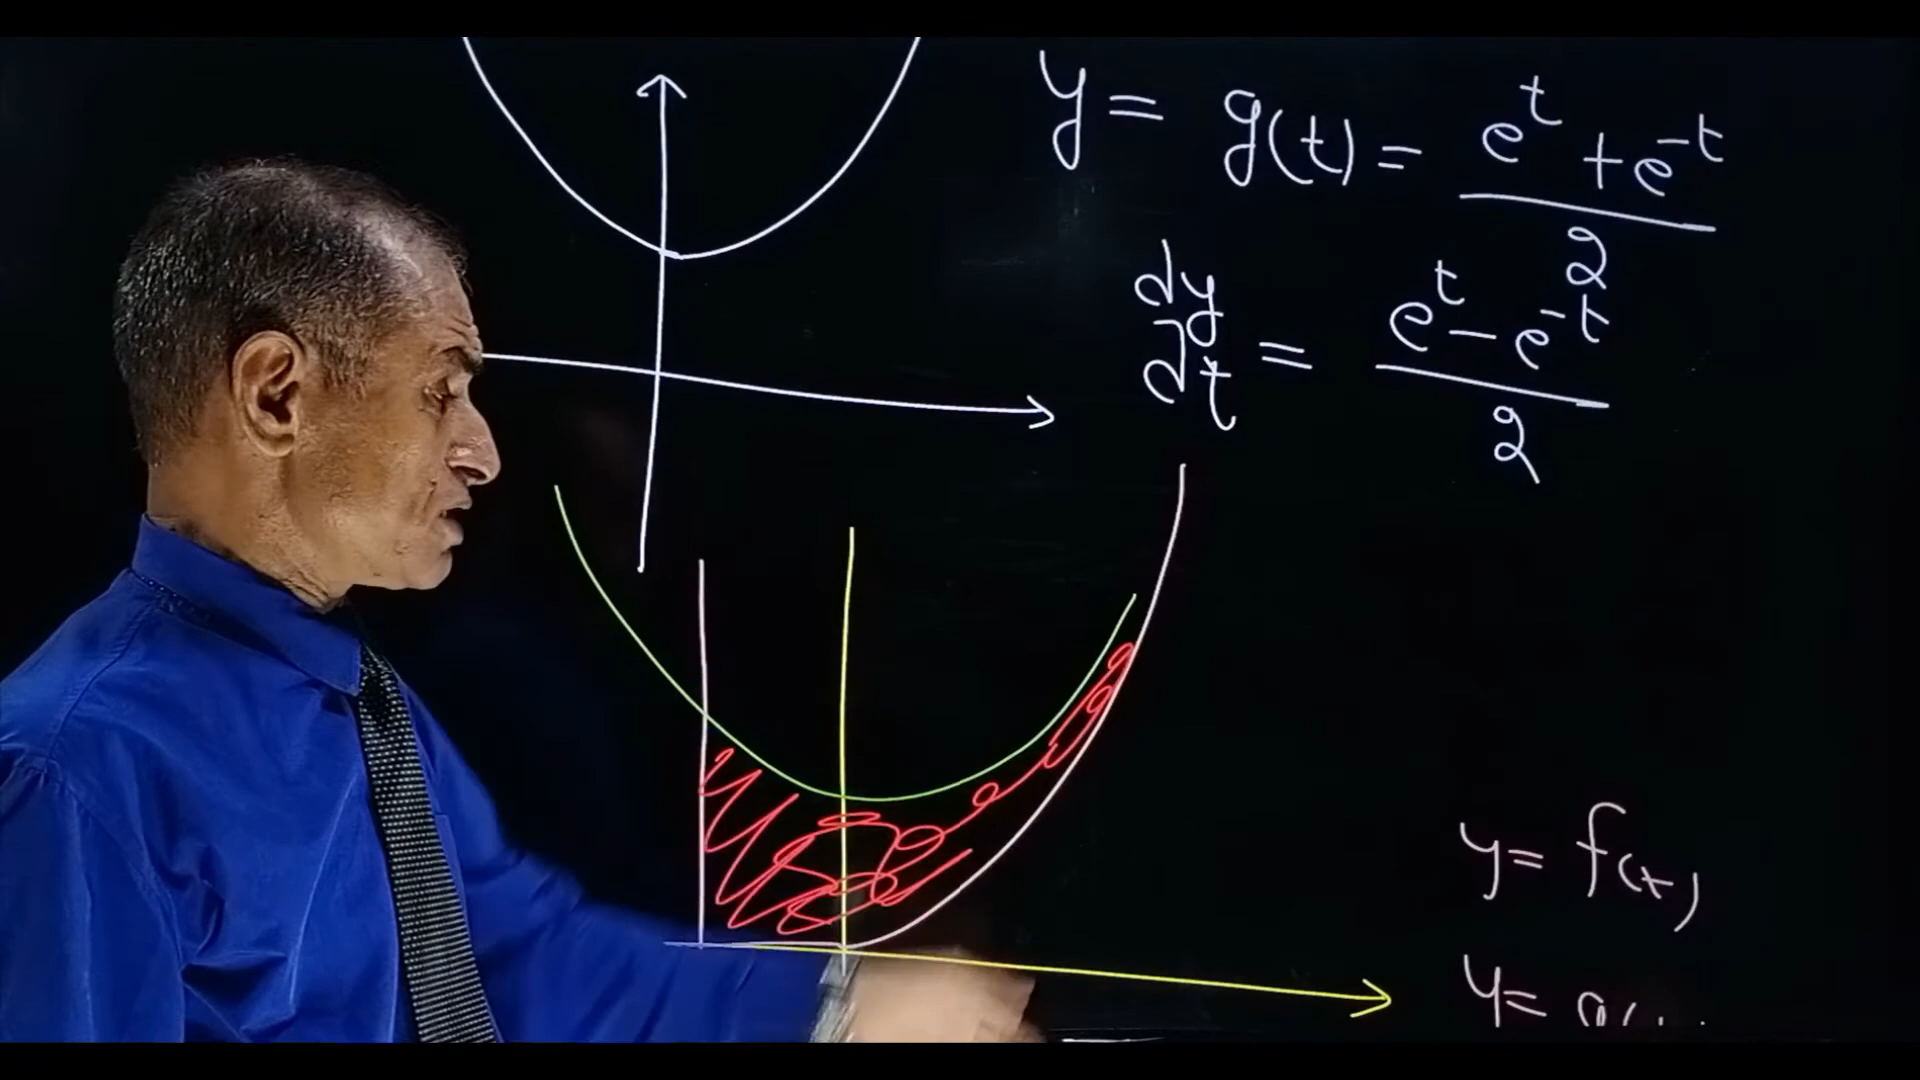 y = g(t) = e^t + e^-t / 2
dy/dt = e^t - e^-t / 2
y = f(x)
y =